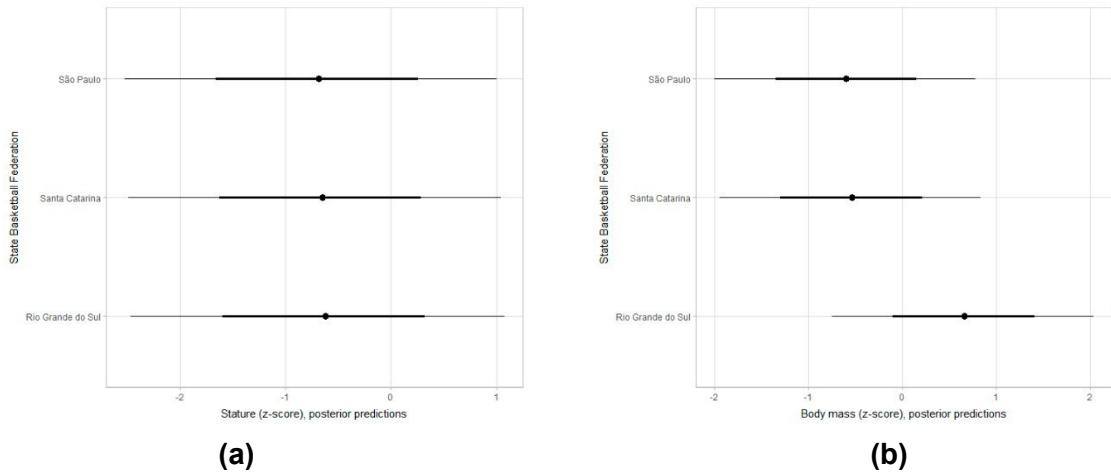 State Basketball Federation
São Paulo
Santa Catarina
Rio Grande do Sul
-2 -1 0 1
Stature (z-score), posterior predictions
(a)
State Basketball Federation
São Paulo
Santa Catarina
Rio Grande do Sul
-2 -1 0 1 2
Body mass (z-score), posterior predictions
(b)